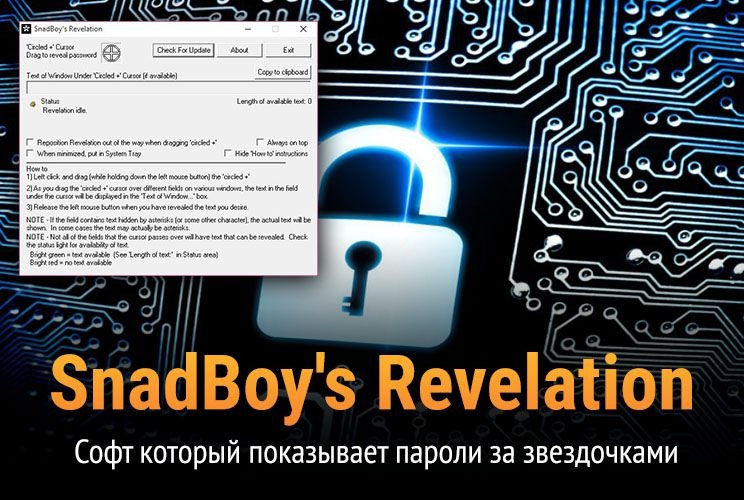 SnadBoy's Revelation
'Circled +' Cursor
Drag to reveal password
Check For Update
About
Exit
Text of Window Under 'Circled +' Cursor (if available)
Copy to clipboard
Status
Revelation idle.
Length of available text: 0
Reposition Revelation out of the way when dragging 'circled +'
Always on top
When minimized, put in System Tray
Hide 'How to' instructions
How to
1) Left click and drag (while holding down the left mouse button) the 'circled +'
2) As you drag the 'circled +' cursor over different fields on various windows, the text in the field
under the cursor will be displayed in the 'Text of Window...' box.
3) Release the left mouse button when you have revealed the text you desire.
NOTE - If the field contains text hidden by asterisks (or some other character), the actual text will be
shown. In some cases the text may actually be asterisks.
NOTE - Not all of the fields that the cursor passes over will have text that can be revealed. Check
the status light for availability of text.
Bright green = text available (See 'Length of text:' in Status area)
Bright red = no text available
SnadBoy's Revelation
Софт который показывает пароли за звездочками